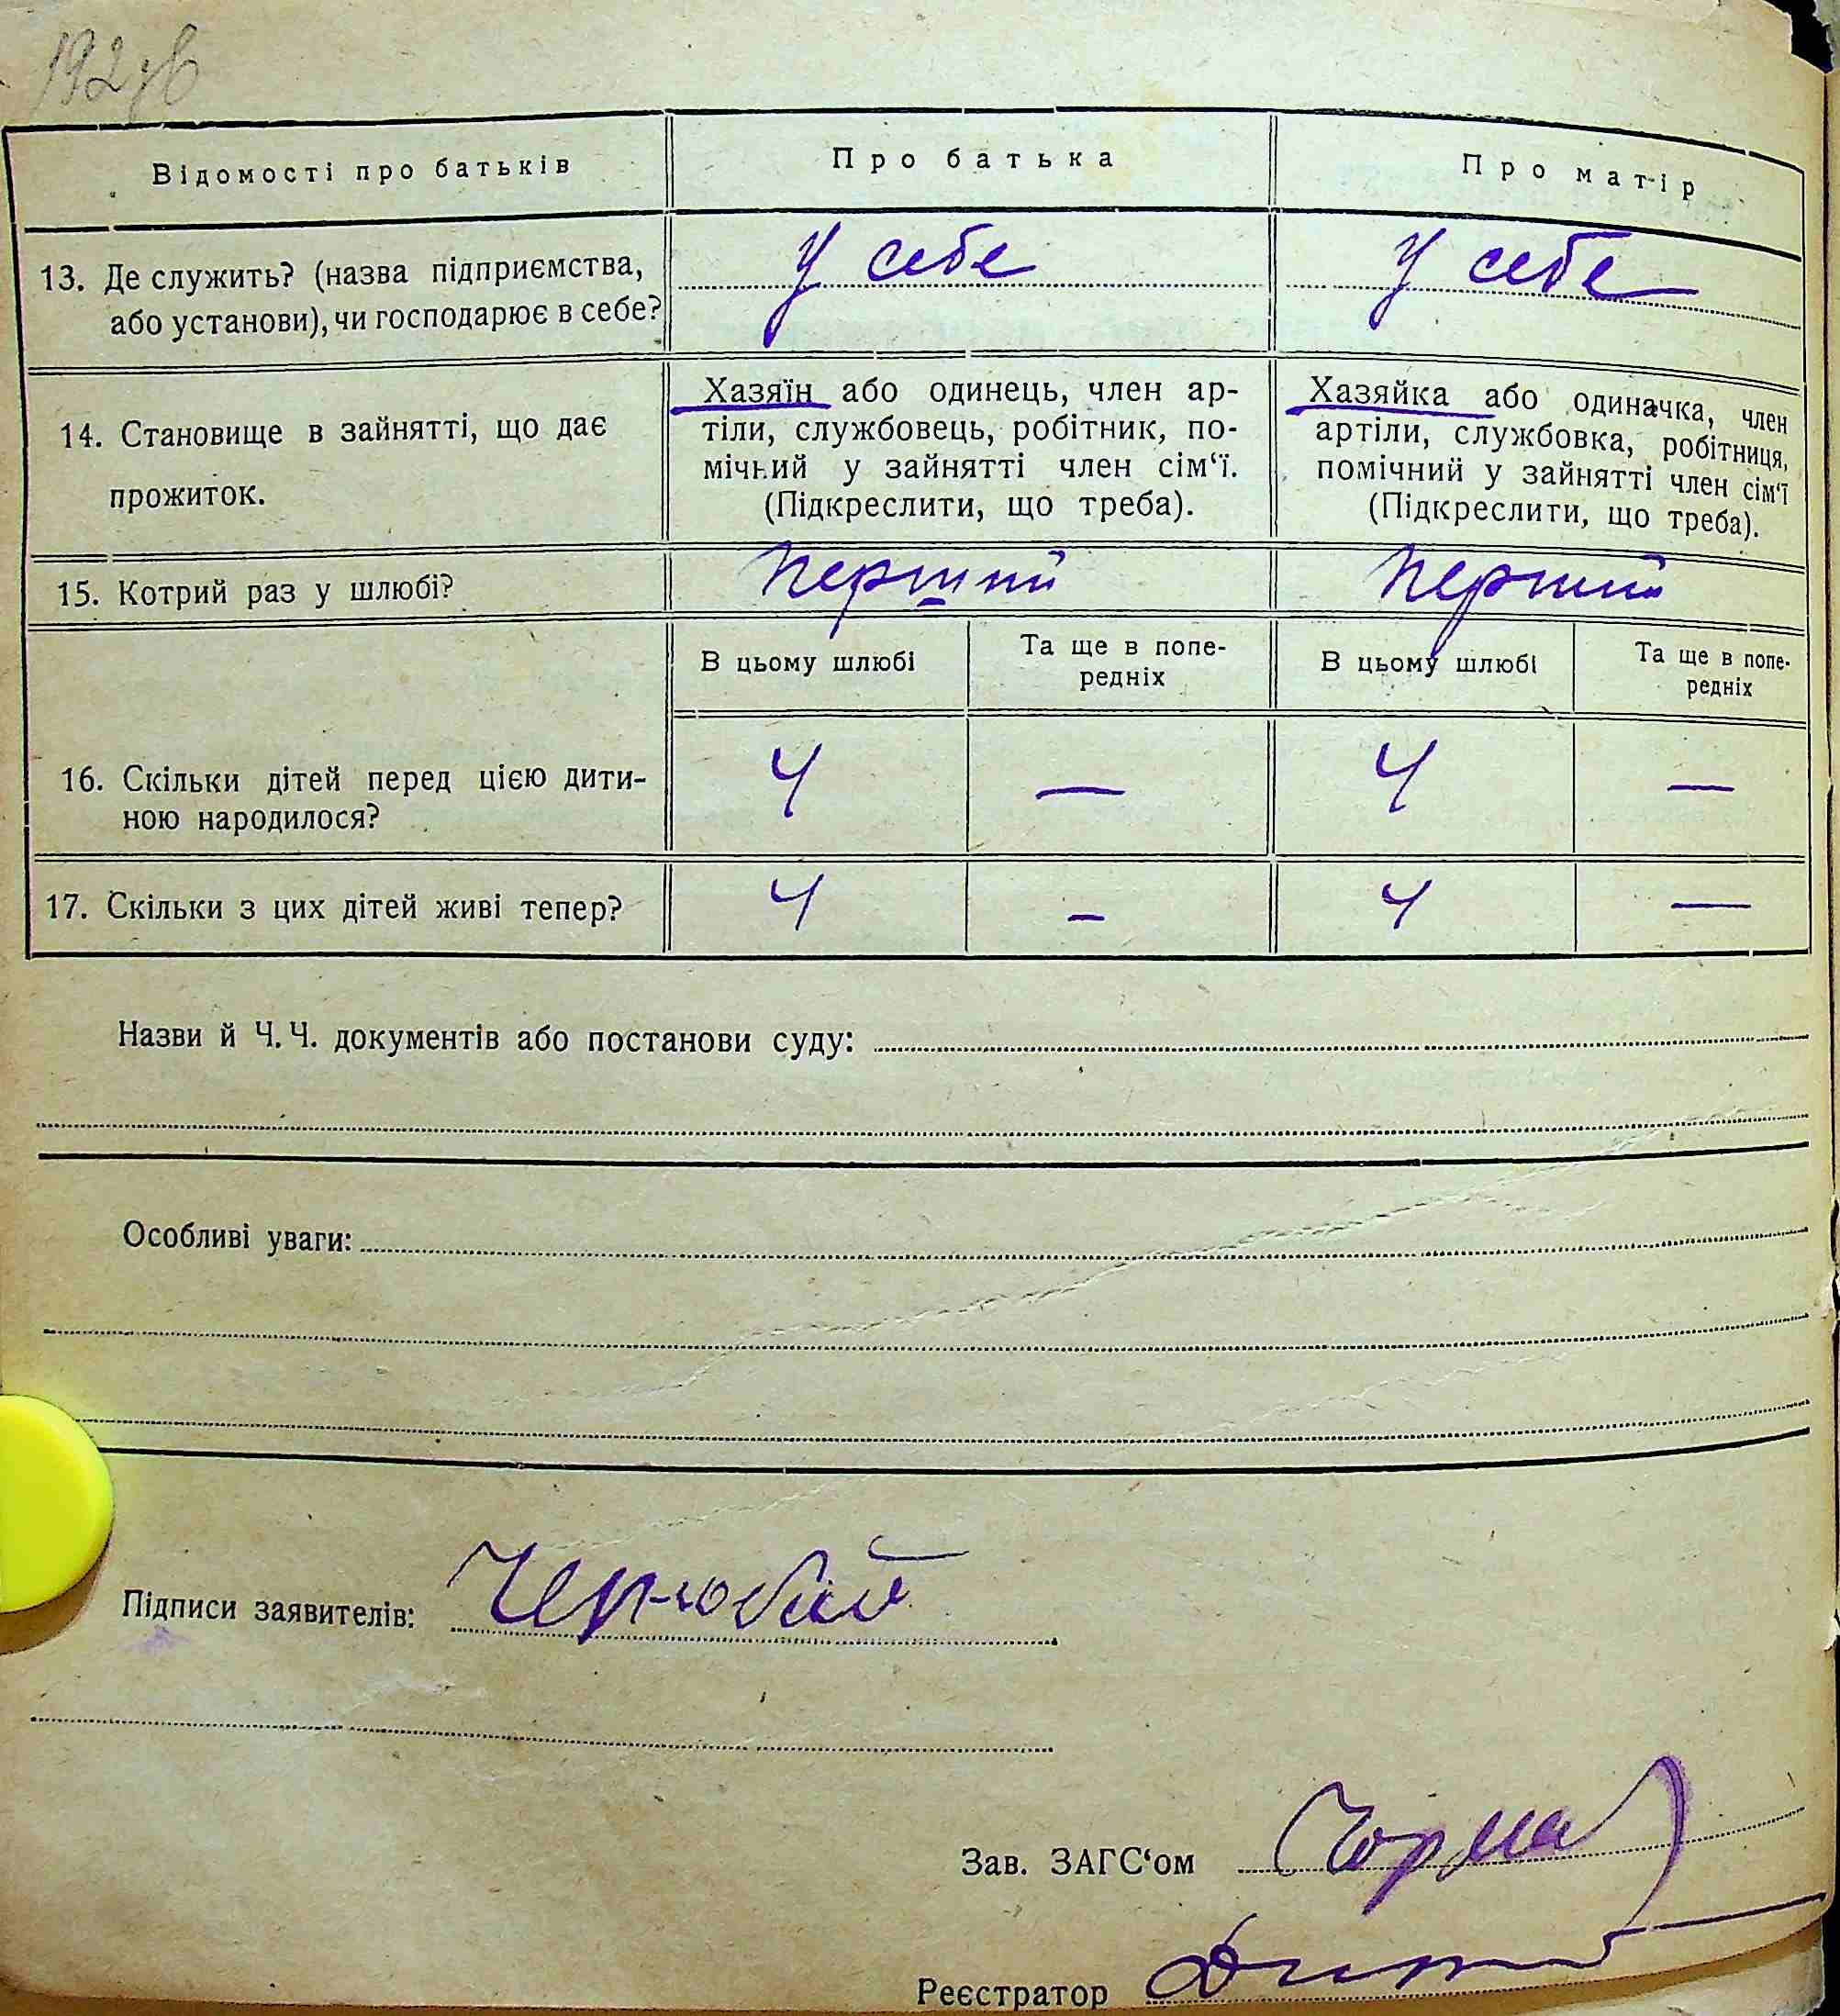 Відомості про батьків
Про батька
Про матір
13. Де служить? (назва підприємства,
або установи), чи господарює в себе?
У себе
У себе
14. Становище в зайнятті, що дає
прожиток.
Хазяїн або одинець, член ар-
тіли, службовець, робітник, по-
мічний у зайнятті член сім‘ї.
(Підкреслити, що треба).
Хазяйка або одиначка, член
артіли, службовка, робітниця,
помічний у зайнятті член сім‘ї
(Підкреслити, що треба).
15. Котрий раз у шлюбі?
Перший
Перший
В цьому шлюбі
Та ще в попе-
редніх
В цьому шлюбі
Та ще в попе-
редніх
16. Скільки дітей перед цією дити-
ною народилося?
4
—
4
—
17. Скільки з цих дітей живі тепер?
4
—
4
—
Назви й Ч. Ч. документів або постанови суду:
Особливі уваги:
Підписи заявителів:
Зав. ЗАГС‘ом
Реєстратор